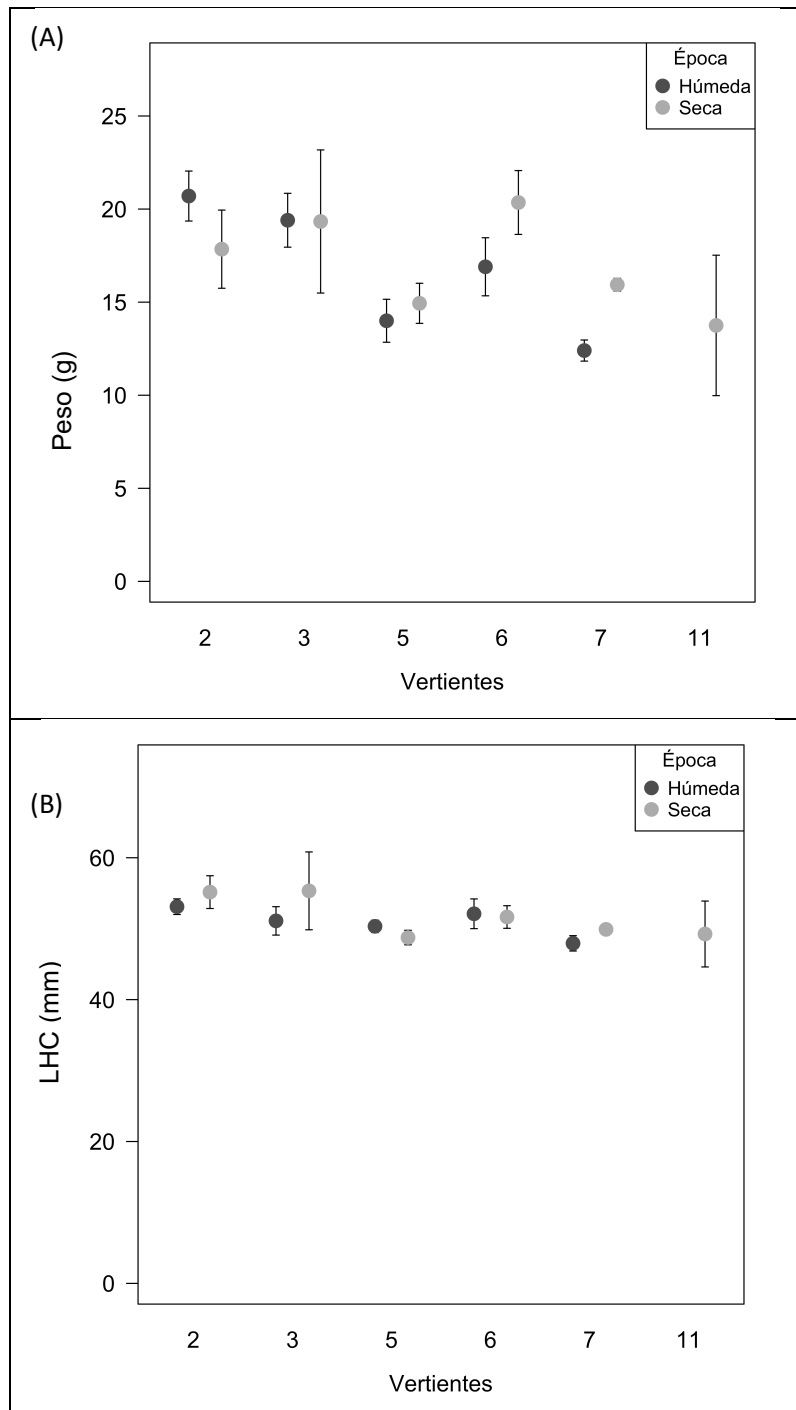 (A)
Época
Húmeda
Seca
25
20
15
10
5
0
Peso (g)
2 3 5 6 7 11
Vertientes
(B)
Época
Húmeda
Seca
60
40
20
0
LHC (mm)
2 3 5 6 7 11
Vertientes